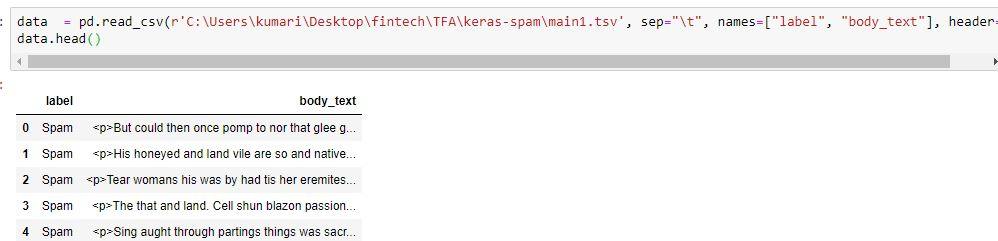 data  = pd.read_csv(r'C:\Users\kumari\Desktop\fintech\TFA\keras-spam\main1.tsv', sep="\t", names=["label", "body_text"], header=
data.head()
label body_text
0 Spam <p>But could then once pomp to nor that glee g...
1 Spam <p>His honeyed and land vile are so and native...
2 Spam <p>Tear womans his was by had tis her eremites...
3 Spam <p>The that and land. Cell shun blazon passion...
4 Spam <p>Sing aught through partings things was sacr...